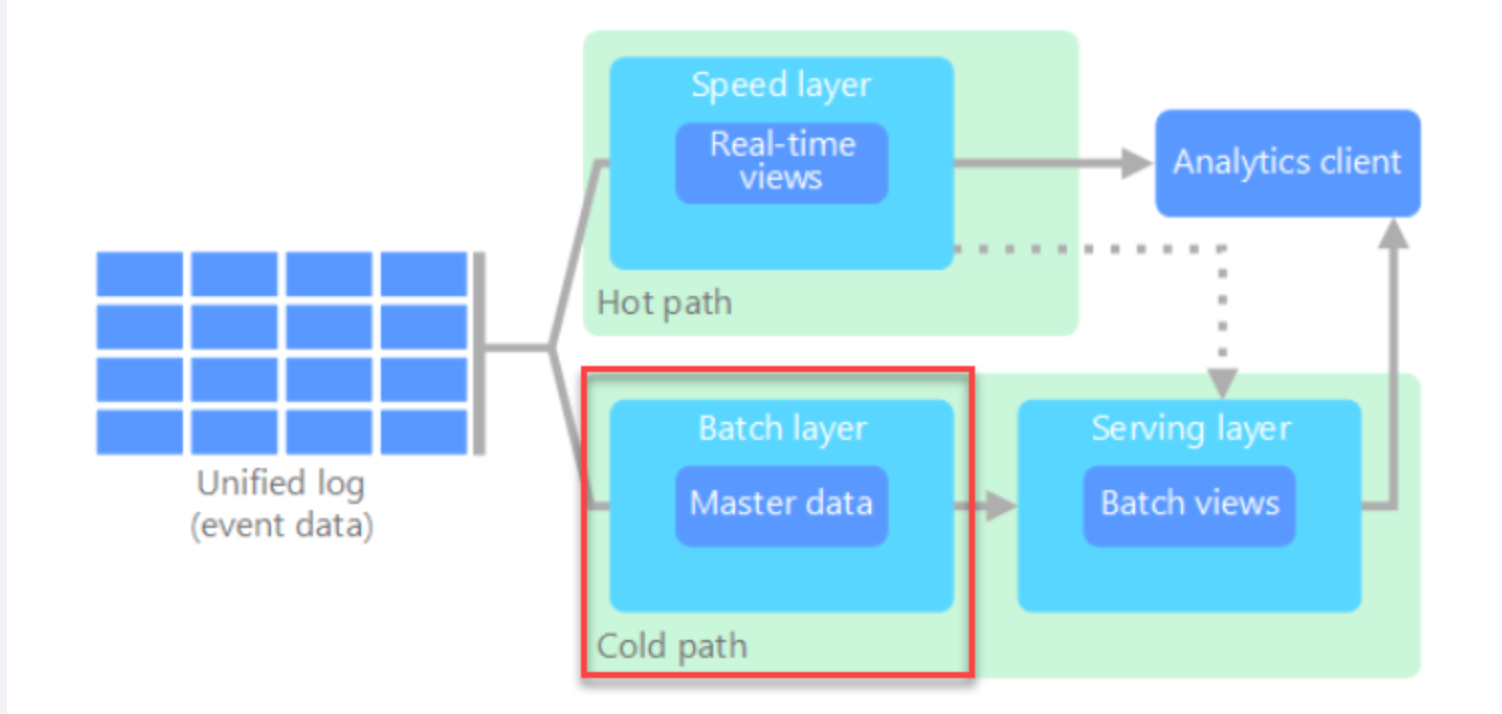 Speed layer
Real-time
views
Analytics client
Hot path
Unified log
(event data)
Batch layer
Master data
Cold path
Serving layer
Batch views